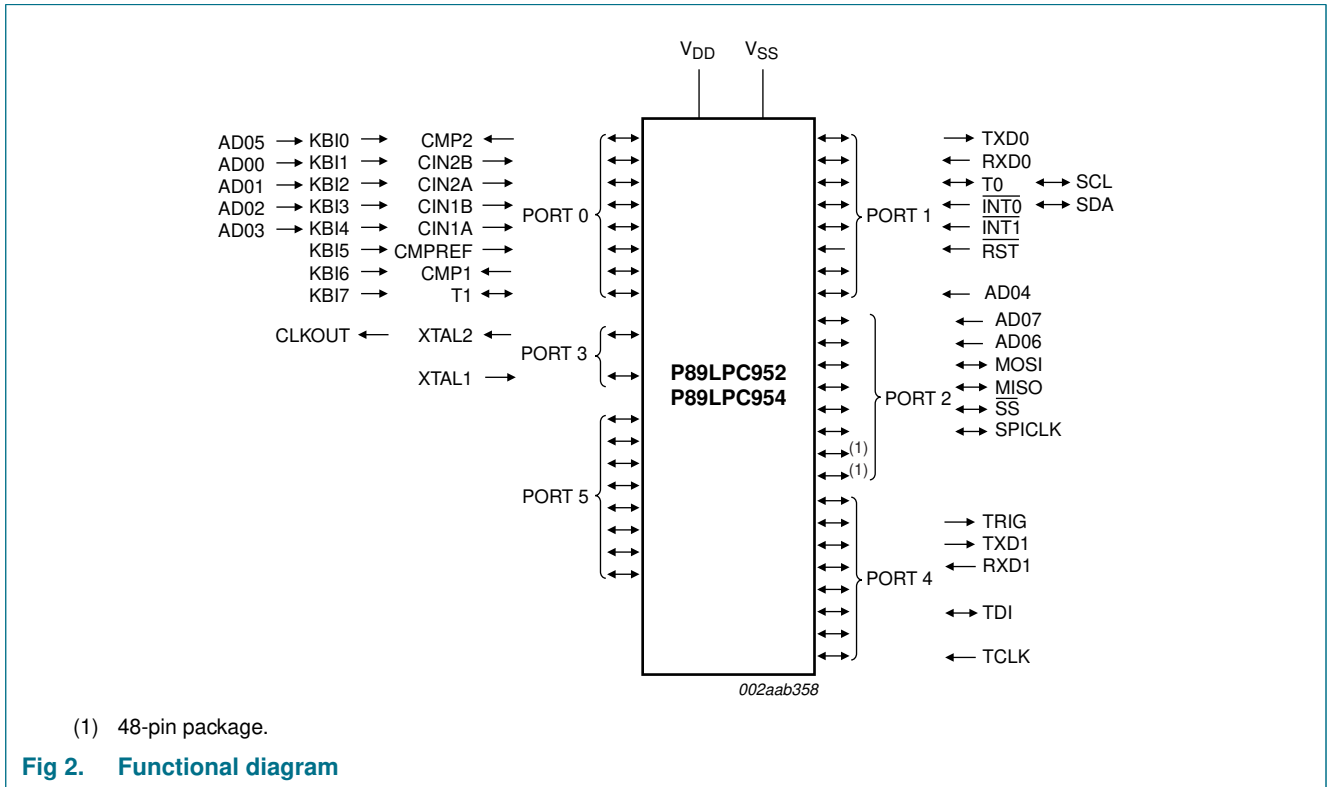 VDD VSS
AD05 KBI0 CMP2 TXD0
AD00 KBI1 CIN2B RXD0
AD01 KBI2 CIN2A T0 SCL
AD02 KBI3 CIN1B PORT 0 PORT 1 INT0 SDA
AD03 KBI4 CIN1A INT1
KBI5 CMPREF RST
KBI6 CMP1
KBI7 T1 AD04
AD07
CLKOUT XTAL2 AD06
PORT 3 MOSI
XTAL1 P89LPC952 MISO
P89LPC954 PORT 2 SS
SPICLK
(1)
(1)
PORT 5
TRIG
TXD1
RXD1
PORT 4
TDI
TCLK
002aab358
(1) 48-pin package.
Fig 2. Functional diagram